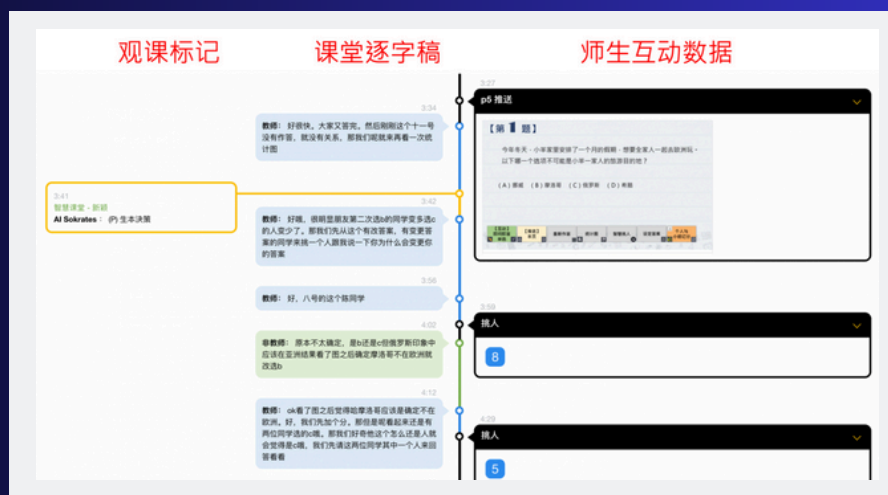 观课标记
课堂逐字稿
师生互动数据
3:27
p5 推送
3:34
教师： 好很快。大家又答完。然后刚刚这个十一号
没有作答，就没有关系，那我们呢就来再看一次统
计图
【第 1 题】
今年冬天，小羊家里安排了一个月的假期，想要全家人一起去欧洲玩。
以下哪一个选项不可能是小羊一家人的旅游目的地？
(A) 挪威 (B) 摩洛哥 (C) 俄罗斯 (D) 希腊
3:41
智慧课堂 - 新颖
AI Sokrates： (P) 生本决策
3:42
教师： 好哦，很明显朋友第二次选b的同学变多选c
的人变少了。那我们先从这个有改答案，有变更答
案的同学来挑一个人跟我说一下你为什么会变更你
的答案
3:56
教师： 好，八号的这个陈同学
3:59
挑人
8
4:02
非教师： 原本不太确定，是b还是c但俄罗斯印象中
应该在亚洲结果看了图之后确定摩洛哥不在欧洲就
改选b
4:12
教师： ok看了图之后觉得哈摩洛哥应该是确定不在
欧洲。好，我们先加个分。那但是呢看起来还是有
两位同学选的c哦。那我们好奇他这个怎么还是人就
会觉得是c哦，我们先请这两位同学其中一个人来回
答看看
4:29
挑人
5